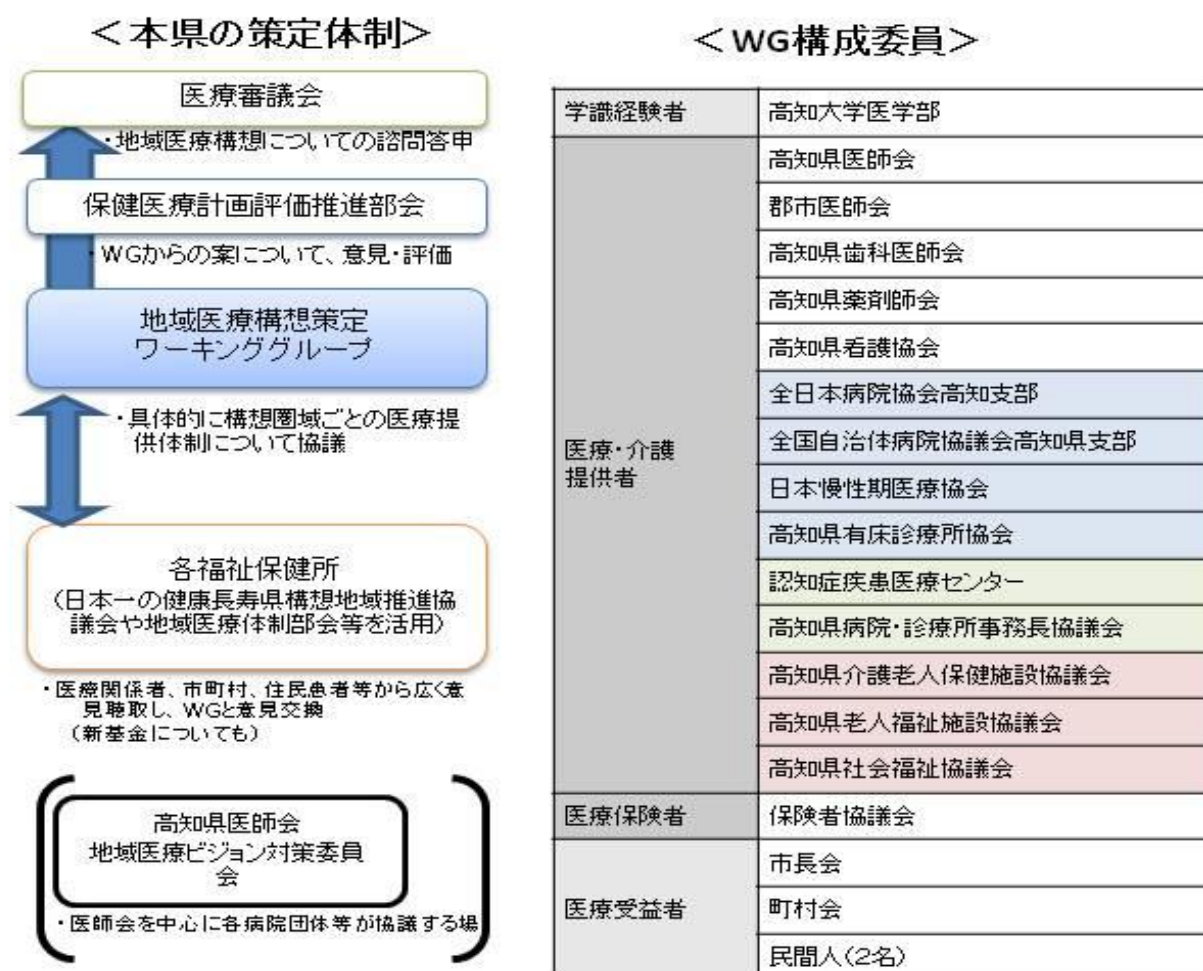 ＜本県の策定体制＞
医療審議会
・地域医療構想についての諮問答申
保健医療計画評価推進部会
・WGからの案について、意見・評価
地域医療構想策定
ワーキンググループ
・具体的に構想圏域ごとの医療提
供体制について協議
各福祉保健所
（日本一の健康長寿県構想地域推進協
議会や地域医療体制部会等を活用）
・医療関係者、市町村、住民患者等から広く意
見聴取し、WGと意見交換
（新基金についても）
高知県医師会
地域医療ビジョン対策委員
会
・医師会を中心に各病院団体等が協議する場
＜WG構成委員＞
学識経験者
高知大学医学部
医療・介護
提供者
高知県医師会
郡市医師会
高知県歯科医師会
高知県薬剤師会
高知県看護協会
全日本病院協会高知支部
全国自治体病院協議会高知県支部
日本慢性期医療協会
高知県有床診療所協会
認知症疾患医療センター
高知県病院・診療所事務長協議会
高知県介護老人保健施設協議会
高知県老人福祉施設協議会
高知県社会福祉協議会
医療保険者
保険者協議会
医療受益者
市長会
町村会
民間人（2名）